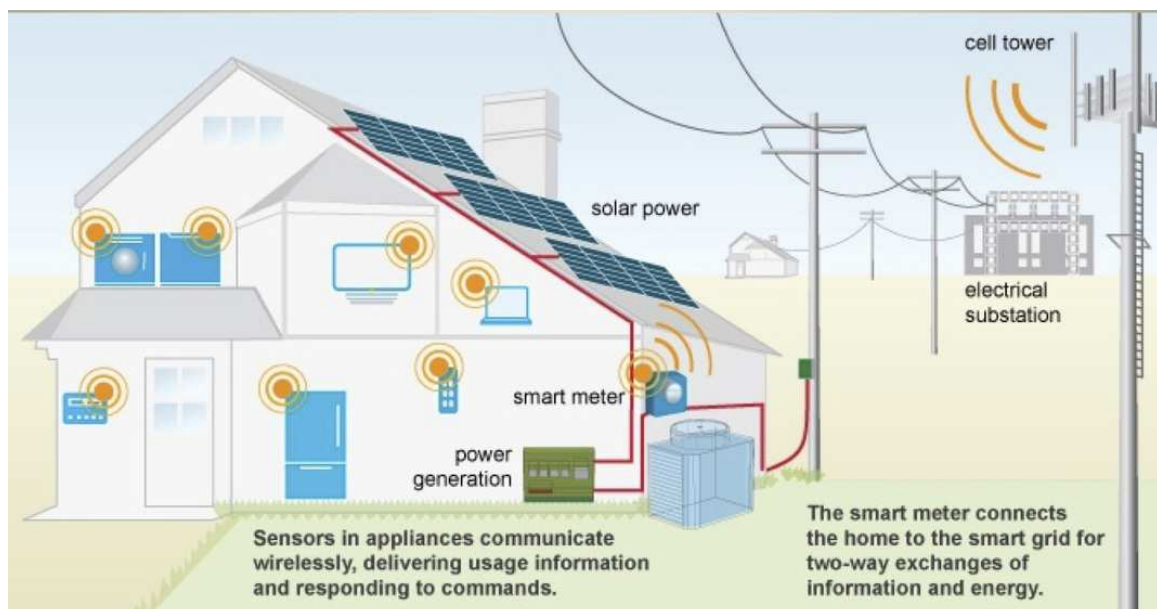 cell tower
solar power
electrical
substation
smart meter
power
generation
Sensors in appliances communicate
wirelessly, delivering usage information
and responding to commands.
The smart meter connects
the home to the smart grid for
two-way exchanges of
information and energy.